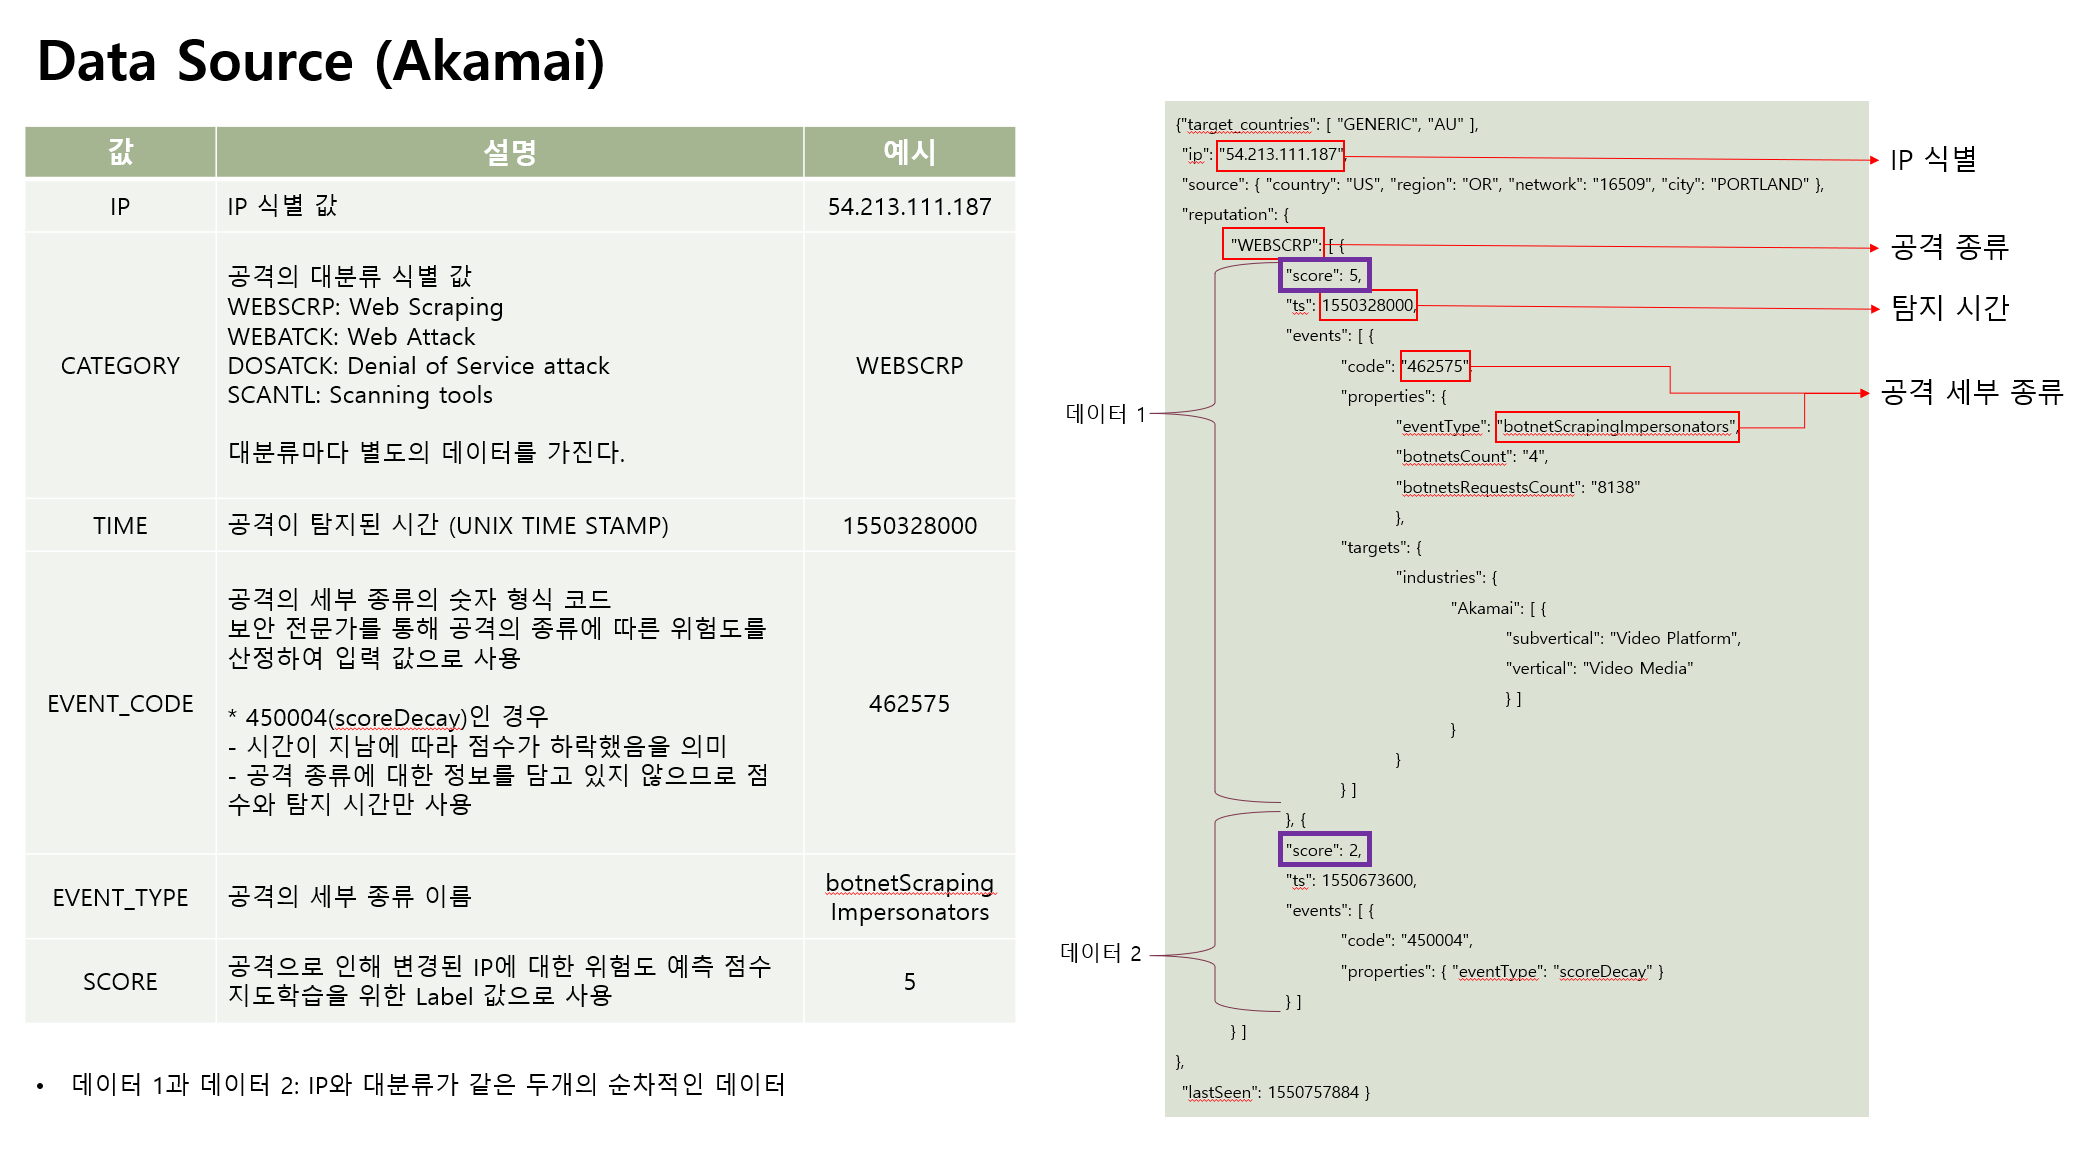 Data Source (Akamai)
값 설명 예시
IP IP 식별 값 54.213.111.187
CATEGORY
공격의 대분류 식별 값
WEBSCRP: Web Scraping
WEBATCK: Web Attack
DOSATCK: Denial of Service attack
SCANTL: Scanning tools
대분류마다 별도의 데이터를 가진다.
WEBSCRP
TIME 공격이 탐지된 시간 (UNIX TIME STAMP) 1550328000
EVENT_CODE
공격의 세부 종류의 숫자 형식 코드
보안 전문가를 통해 공격의 종류에 따른 위험도를
산정하여 입력 값으로 사용
* 450004(scoreDecay)인 경우
- 시간이 지남에 따라 점수가 하락했음을 의미
- 공격 종류에 대한 정보를 담고 있지 않으므로 점
수와 탐지 시간만 사용
462575
EVENT_TYPE
공격의 세부 종류 이름
botnetScraping
Impersonators
SCORE
공격으로 인해 변경된 IP에 대한 위험도 예측 점수
지도학습을 위한 Label 값으로 사용
5
• 데이터 1과 데이터 2: IP와 대분류가 같은 두개의 순차적인 데이터
{"target_countries": [ "GENERIC", "AU" ],
"ip": "54.213.111.187",
"source": { "country": "US", "region": "OR", "network": "16509", "city": "PORTLAND" },
"reputation": {
"WEBSCRP": [ {
"score": 5,
"ts": 1550328000,
"events": [ {
"code": "462575",
"properties": {
"eventType": "botnetScrapingImpersonators",
"botnetsCount": "4",
"botnetsRequestsCount": "8138"
},
"targets": {
"industries": {
"Akamai": [ {
"subvertical": "Video Platform",
"vertical": "Video Media"
} ]
}
}
} ]
}, {
"score": 2,
"ts": 1550673600,
"events": [ {
"code": "450004",
"properties": { "eventType": "scoreDecay" }
} ]
} ]
},
"lastSeen": 1550757884 }
데이터 1
데이터 2
IP 식별
공격 종류
탐지 시간
공격 세부 종류